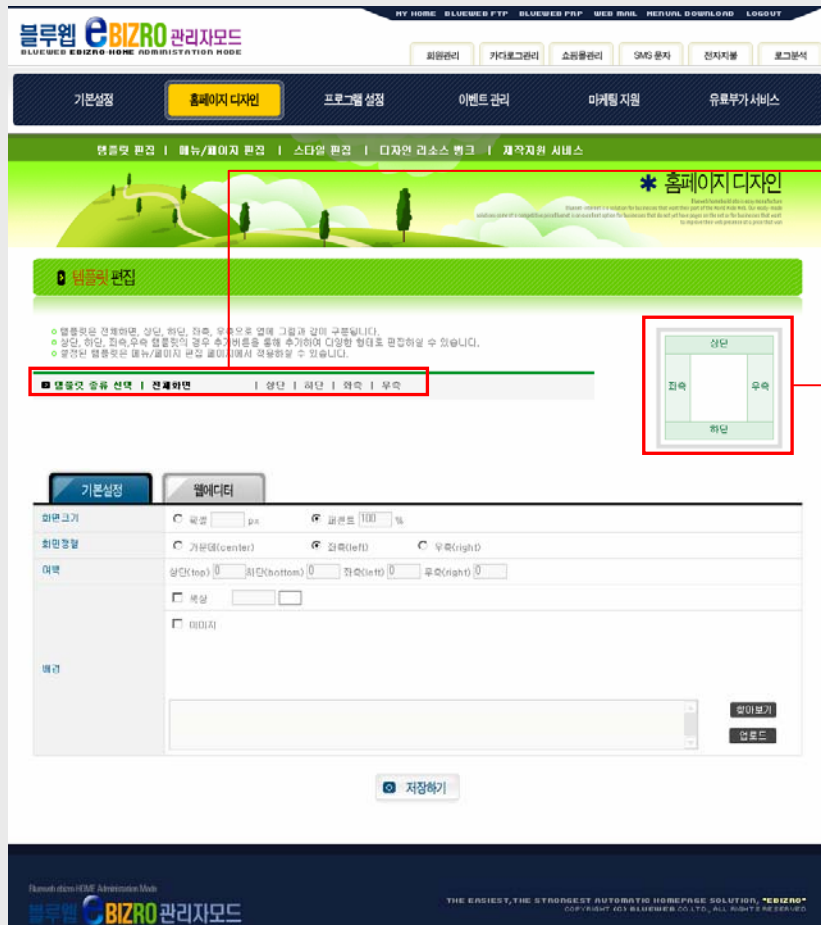 MY HOME BLUEWEB FTP BLUEWEB PHP WEB MAIL MENUAL DOWNLOAD LOGOUT
블루웹 eBIZRO 관리자모드
BLUEWEB EBIZRO HOME ADMINISTATION MODE
회원관리 카다로그관리 쇼핑몰관리 SMS 문자 전자지불 로그분석
기본설정 홈페이지 디자인 프로그램 설정 이벤트 관리 마케팅 지원 유료부가 서비스
템플릿 편집 | 메뉴/페이지 편집 | 스타일 편집 | 디자인 리소스 뱅크 | 제작지원 서비스
* 홈페이지 디자인
템플릿 편집
템플릿은 전체화면, 상단, 하단, 좌측, 우측으로 옆에 그림과 같이 구분됩니다.
상단, 하단, 좌측,우측 템플릿의 경우 추가버튼을 통해 추가하여 다양한 형태로 편집하실 수 있습니다.
설정된 템플릿은 메뉴/페이지 편집 페이지에서 적용하실 수 있습니다.
템플릿 종류 선택 | 전체화면 | 상단 | 하단 | 좌측 | 우측
상단
좌측 우측
하단
기본설정 웹에디터
화면크기 픽셀 px 퍼센트 100 %
화면정렬 가운데(center) 좌측(left) 우측(right)
여백 상단(top) 0 하단(bottom) 0 좌측(left) 0 우측(right) 0
배경 색상
이미지
찾아보기
업로드
저장하기
Blueweb ebizro HOME Administration Mode
블루웹 eBIZRO 관리자모드
THE EASIEST,THE STRONGEST AUTOMATIC HOMEPAGE SOLUTION, "EBIZRO"
COPYRIGHT (C) BLUEWEB CO.LTD., ALL RIGHTS RESERVED